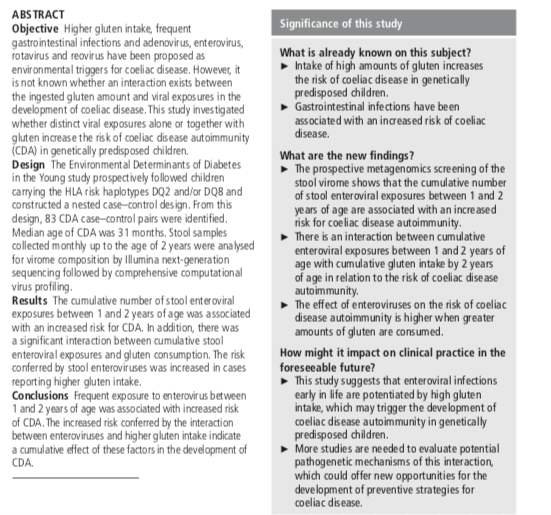 ABSTRACT
Objective Higher gluten intake, frequent
gastrointestinal infections and adenovirus, enterovirus,
rotavirus and reovirus have been proposed as
environmental triggers for coeliac disease. However, it
is not known whether an interaction exists between
the ingested gluten amount and viral exposures in the
development of coeliac disease. This study investigated
whether distinct viral exposures alone or together with
gluten increase the risk of coeliac disease autoimmunity
(CDA) in genetically predisposed children.
Design The Environmental Determinants of Diabetes
in the Young study prospectively followed children
carrying the HLA risk haplotypes DQ2 and/or DQ8 and
constructed a nested case–control design. From this
design, 83 CDA case–control pairs were identified.
Median age of CDA was 31 months. Stool samples
collected monthly up to the age of 2 years were analysed
for virome composition by Illumina next-generation
sequencing followed by comprehensive computational
virus profiling.
Results The cumulative number of stool enteroviral
exposures between 1 and 2 years of age was associated
with an increased risk for CDA. In addition, there was
a significant interaction between cumulative stool
enteroviral exposures and gluten consumption. The risk
conferred by stool enteroviruses was increased in cases
reporting higher gluten intake.
Conclusions Frequent exposure to enterovirus between
1 and 2 years of age was associated with increased risk
of CDA. The increased risk conferred by the interaction
between enteroviruses and higher gluten intake indicate
a cumulative effect of these factors in the development of
CDA.
Significance of this study
What is already known on this subject?
► Intake of high amounts of gluten increases
the risk of coeliac disease in genetically
predisposed children.
► Gastrointestinal infections have been
associated with an increased risk of coeliac
disease.
What are the new findings?
► The prospective metagenomics screening of the
stool virome shows that the cumulative number
of stool enteroviral exposures between 1 and 2
years of age are associated with an increased
risk for coeliac disease autoimmunity.
► There is an interaction between cumulative
enteroviral exposures between 1 and 2 years of
age with cumulative gluten intake by 2 years
of age in relation to the risk of coeliac disease
autoimmunity.
► The effect of enteroviruses on the risk of coeliac
disease autoimmunity is higher when greater
amounts of gluten are consumed.
How might it impact on clinical practice in the
foreseeable future?
► This study suggests that enteroviral infections
early in life are potentiated by high gluten
intake, which may trigger the development of
coeliac disease autoimmunity in genetically
predisposed children.
► More studies are needed to evaluate potential
pathogenetic mechanisms of this interaction,
which could offer new opportunities for the
development of preventive strategies for
coeliac disease.